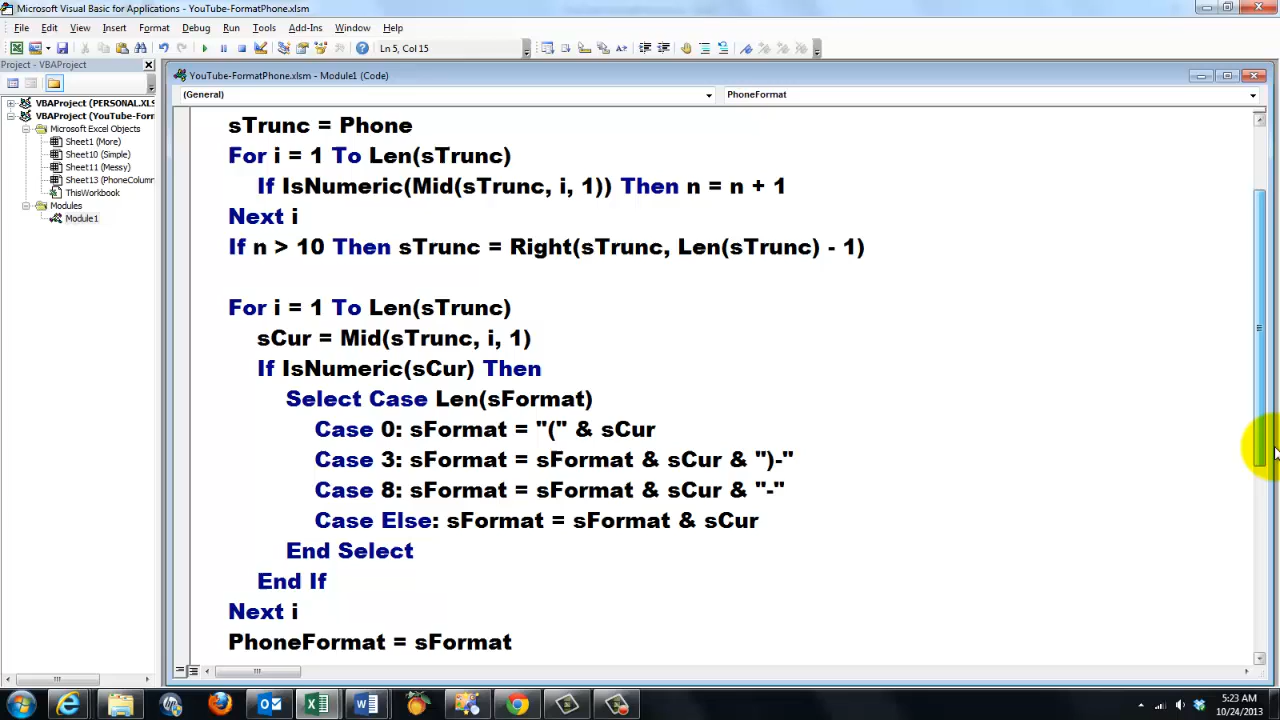 Microsoft Visual Basic for Applications - YouTube-FormatPhone.xlsm
File Edit View Insert Format Debug Run Tools Add-Ins Window Help
Ln 5, Col 15
Project - VBAProject
YouTube-FormatPhone.xlsm - Module1 (Code)
(General) PhoneFormat
VBAProject (PERSONAL.XLS
VBAProject (YouTube-Forn
Microsoft Excel Objects
Sheet1 (More)
Sheet10 (Simple)
Sheet11 (Messy)
Sheet13 (PhoneColumn
ThisWorkbook
Modules
Module1
sTrunc = Phone
For i = 1 To Len(sTrunc)
If IsNumeric(Mid(sTrunc, i, 1)) Then n = n + 1
Next i
If n > 10 Then sTrunc = Right(sTrunc, Len(sTrunc) - 1)
For i = 1 To Len(sTrunc)
sCur = Mid(sTrunc, i, 1)
If IsNumeric(sCur) Then
Select Case Len(sFormat)
Case 0: sFormat = "(" & sCur
Case 3: sFormat = sFormat & sCur & ")-"
Case 8: sFormat = sFormat & sCur & "-"
Case Else: sFormat = sFormat & sCur
End Select
End If
Next i
PhoneFormat = sFormat
5:23 AM
10/24/2013